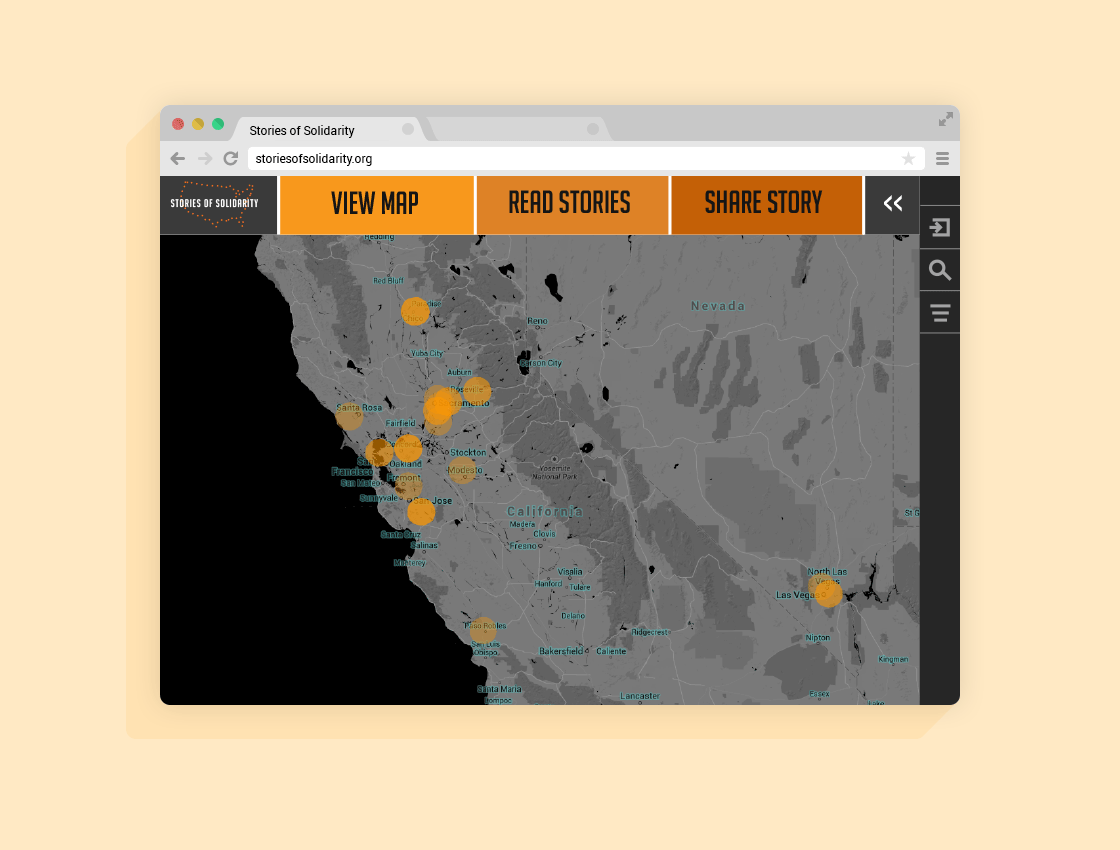 Stories of Solidarity
storiesofsolidarity.org
STORIES OF SOLIDARITY
VIEW MAP
READ STORIES
SHARE STORY
Redding
Red Bluff
Paradise
Chico
Nevada
Reno
Yuba City
Carson City
Auburn
Roseville
Sacramento
Santa Rosa
Fairfield
Concord
Stockton
Oakland
San
Francisco
Modesto
Yosemite
National Park
Fremont
San Mateo
Sunnyvale
San Jose
California
St G
Madera
Santa Cruz
Clovis
Salinas
Fresno
Monterey
Visalia
North Las
Vegas
Hanford
Tulare
Las Vegas
Delano
Paso Robles
Ridgecrest
Nipton
San Luis
Obispo
Bakersfield
Caliente
Kingman
Santa Maria
Lompoc
Lancaster
Essex
Lake